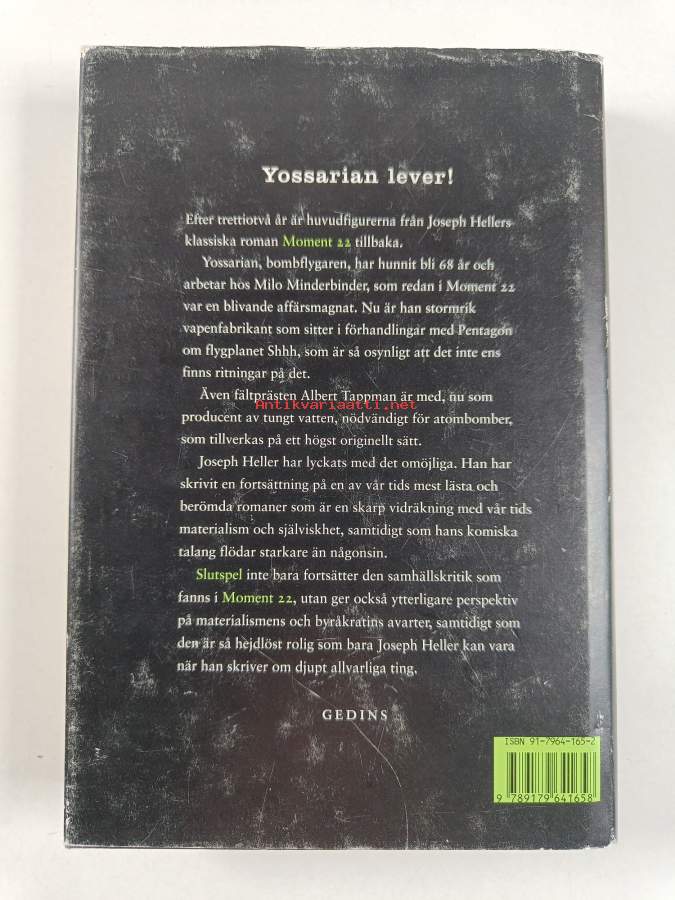 Yossarian lever!
Efter trettiotvå år är huvudfigurerna från Joseph Hellers
klassiska roman Moment 22 tillbaka.
Yossarian, bombflygaren, har hunnit bli 68 år och
arbetar hos Milo Minderbinder, som redan i Moment 22
var en blivande affärsmagnat. Nu är han stormrik
vapenfabrikant som sitter i förhandlingar med Pentagon
om flygplanet Shhh, som är så osynligt att det inte ens
finns ritningar på det.
Även fältprästen Albert Tappman är med, nu som
Antikvariaatti.net
producent av tungt vatten, nödvändigt för atombomber,
som tillverkas på ett högst originellt sätt.
Joseph Heller har lyckats med det omöjliga. Han har
skrivit en fortsättning på en av vår tids mest lästa och
berömda romaner som är en skarp vidräkning med vår tids
materialism och själviskhet, samtidigt som hans komiska
talang flödar starkare än någonsin.
Slutspel inte bara fortsätter den samhällskritik som
fanns i Moment 22, utan ger också ytterligare perspektiv
på materialismens och byråkratins avarter, samtidigt som
den är så hejdlöst rolig som bara Joseph Heller kan vara
när han skriver om djupt allvarliga ting.
GEDINS
ISBN 91-7964-165-2
9 789179 641658